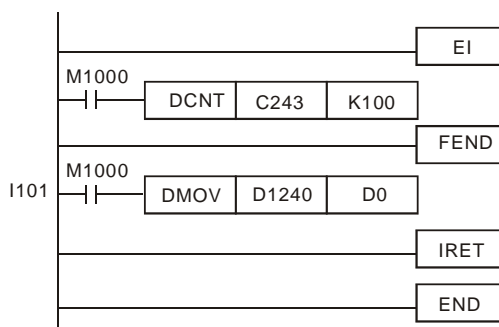 EI
M1000
DCNT C243 K100
FEND
M1000
I101 DMOV D1240 D0
IRET
END